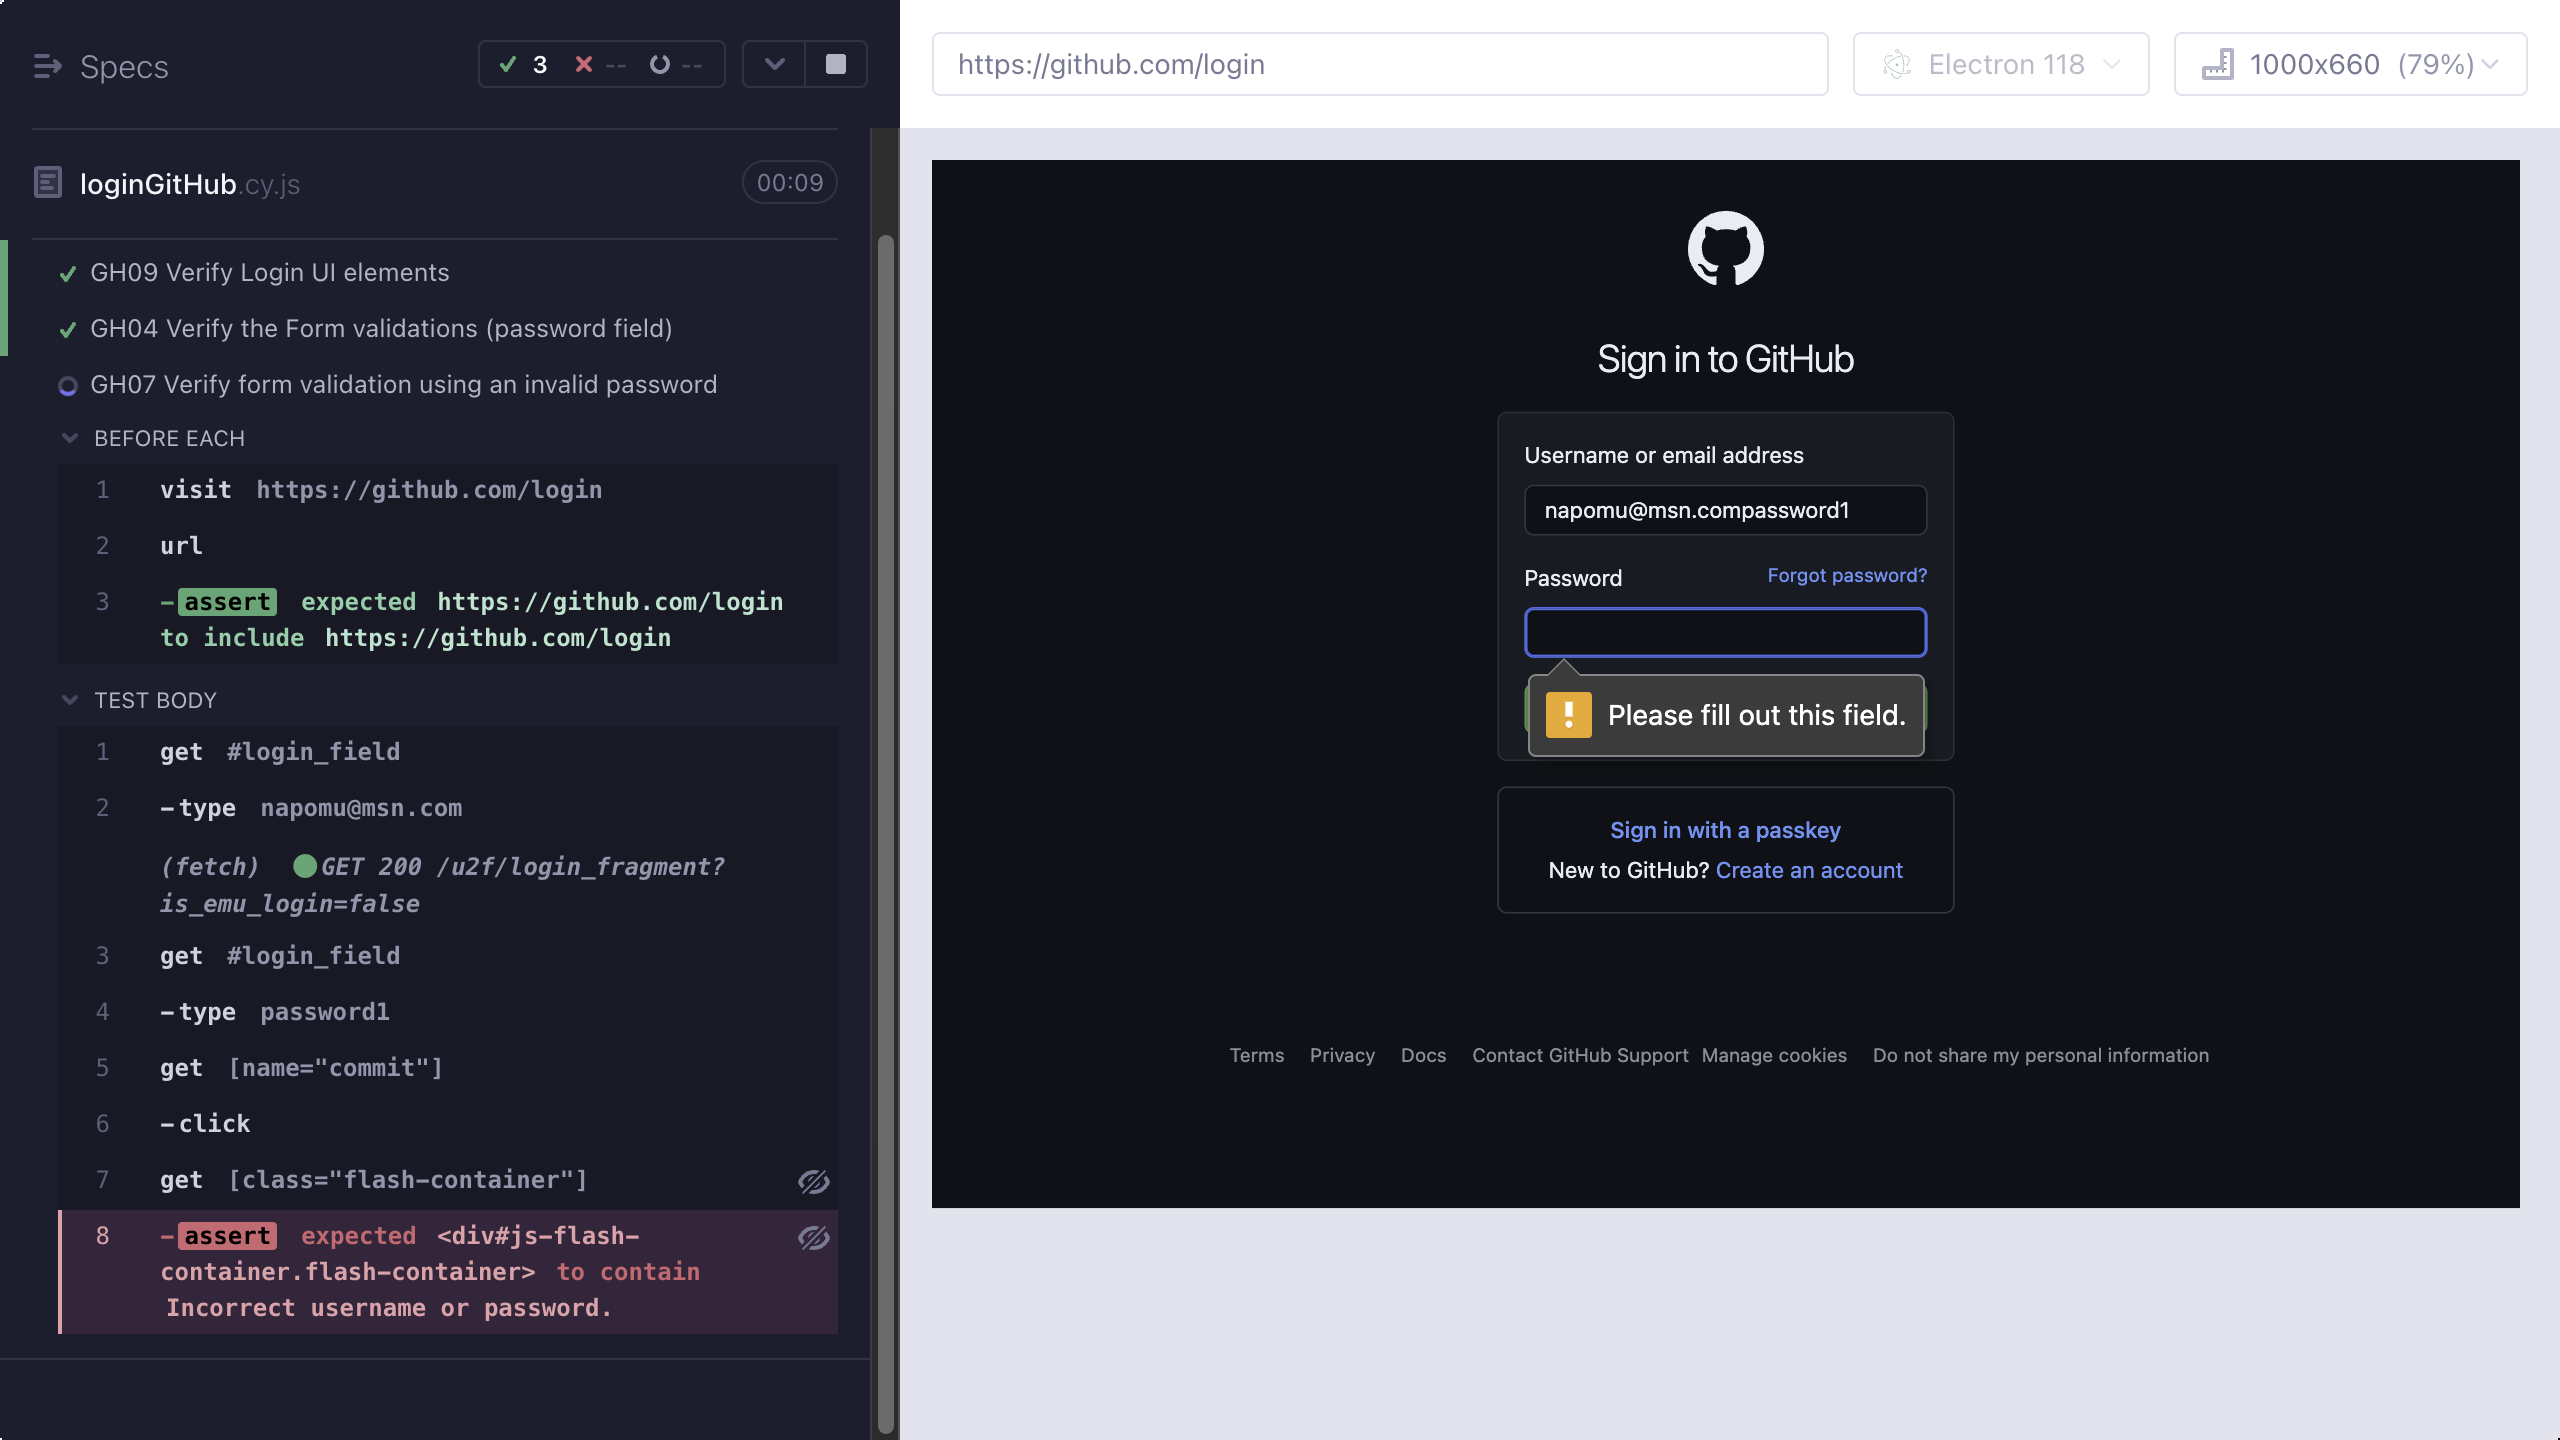 Specs
3 -- --
loginGitHub.cy.js 00:09
GH09 Verify Login UI elements
GH04 Verify the Form validations (password field)
GH07 Verify form validation using an invalid password
BEFORE EACH
1 visit https://github.com/login
2 url
3 -assert expected https://github.com/login
to include https://github.com/login
TEST BODY
1 get #login_field
2 -type napomu@msn.com
(fetch) GET 200 /u2f/login_fragment?
is_emu_login=false
3 get #login_field
4 -type password1
5 get [name="commit"]
6 -click
7 get [class="flash-container"]
8 -assert expected <div#js-flash-
container.flash-container> to contain
Incorrect username or password.
https://github.com/login
Electron 118
1000x660 (79%)
Sign in to GitHub
Username or email address
napomu@msn.compassword1
Password Forgot password?
Please fill out this field.
Sign in with a passkey
New to GitHub? Create an account
Terms Privacy Docs Contact GitHub Support Manage cookies Do not share my personal information